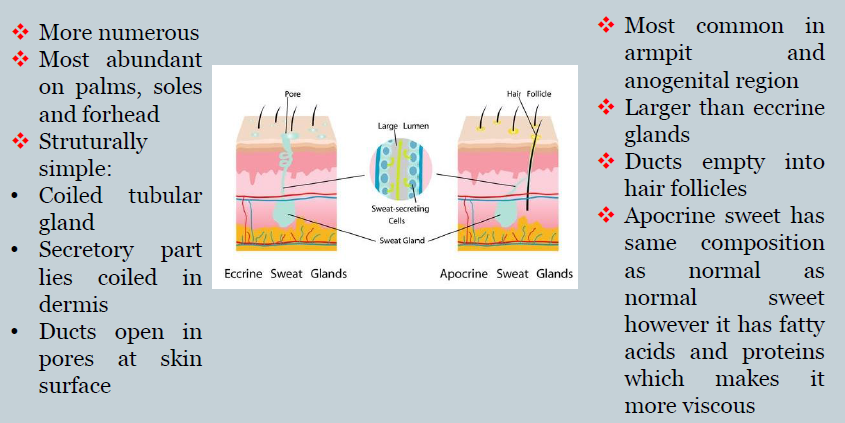 ❖ More numerous
❖ Most abundant
on palms, soles
and forhead
❖ Struturally
simple:
• Coiled tubular
gland
• Secretory part
lies coiled in
dermis
• Ducts open in
pores at skin
surface
Pore
Large Lumen
Sweat-secreting
Cells
Sweat Gland
Hair Follicle
Eccrine Sweat Glands
Apocrine Sweat Glands
❖ Most common in
armpit and
anogenital region
❖ Larger than eccrine
glands
❖ Ducts empty into
hair follicles
❖ Apocrine sweet has
same composition
as normal as
normal sweet
however it has fatty
acids and proteins
which makes it
more viscous